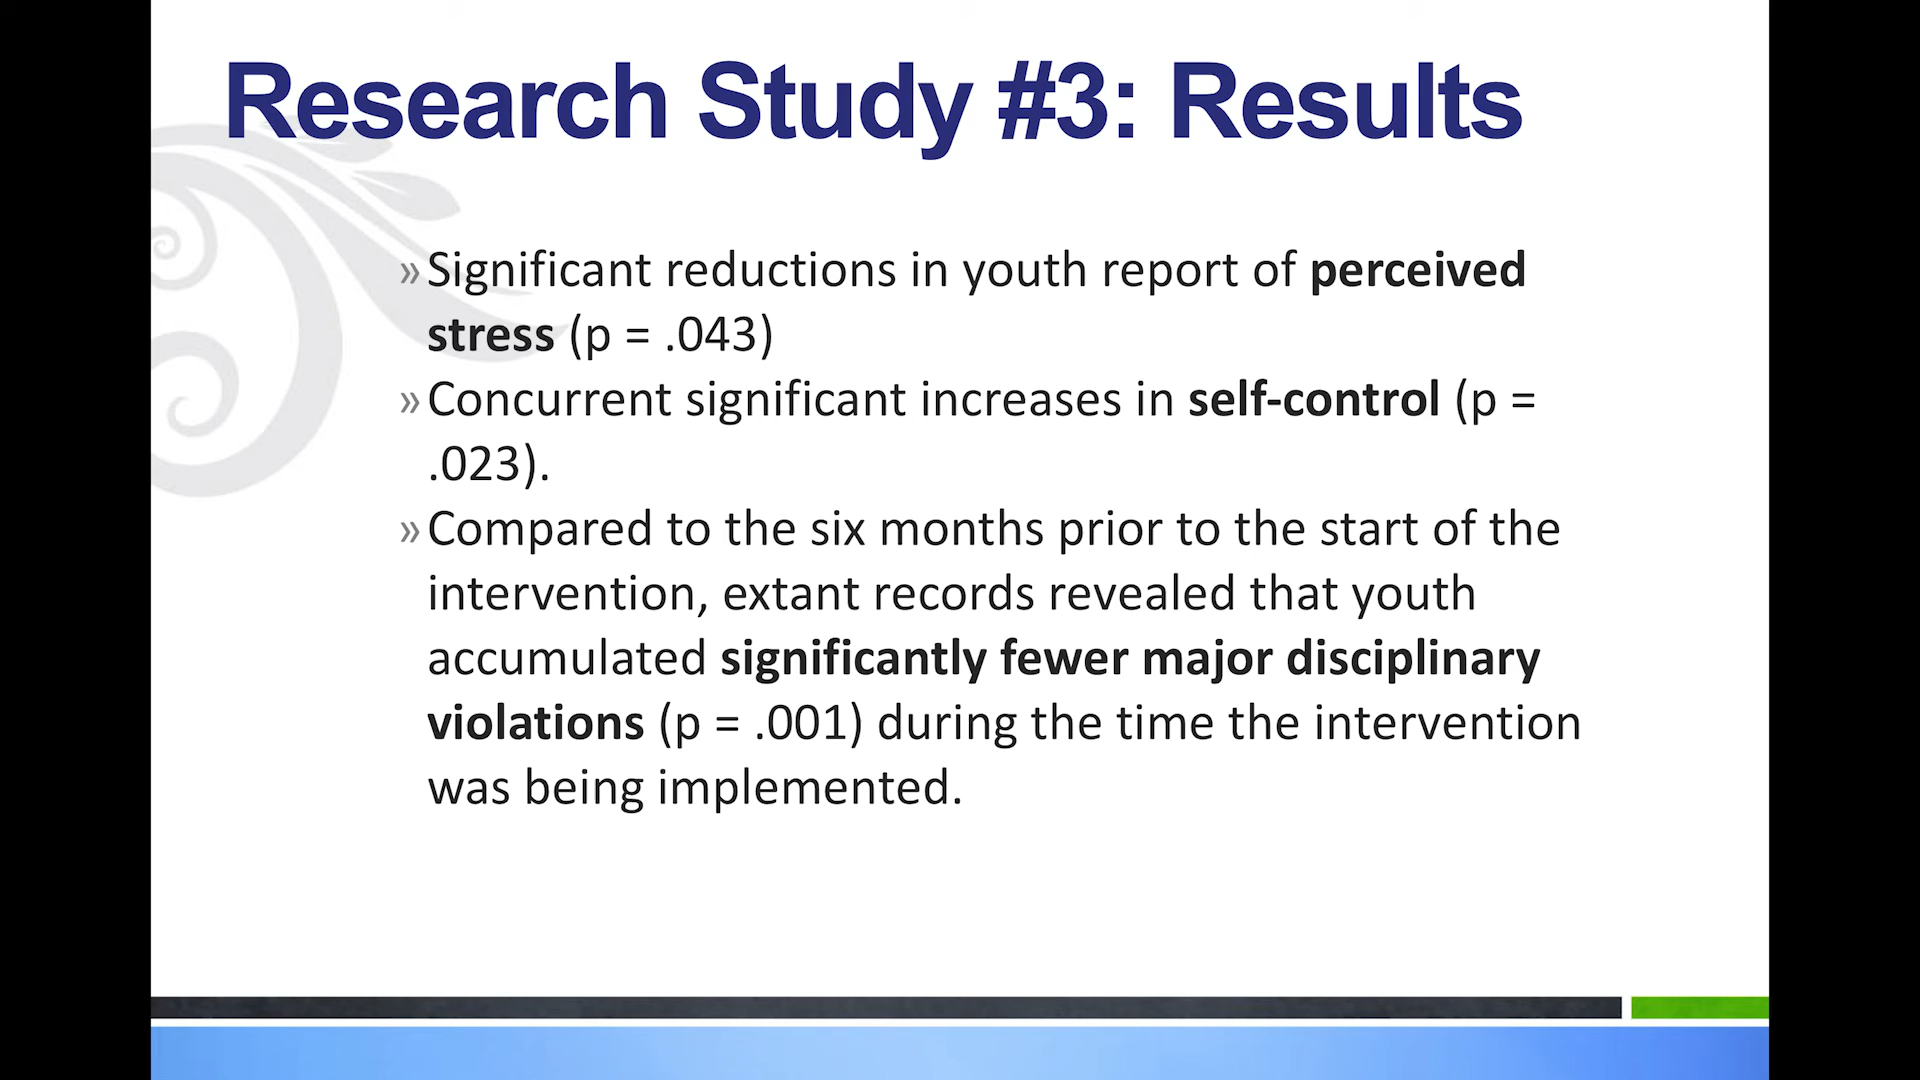 Research Study #3: Results
» Significant reductions in youth report of perceived
stress (p = .043)
» Concurrent significant increases in self-control (p =
.023).
» Compared to the six months prior to the start of the
intervention, extant records revealed that youth
accumulated significantly fewer major disciplinary
violations (p = .001) during the time the intervention
was being implemented.